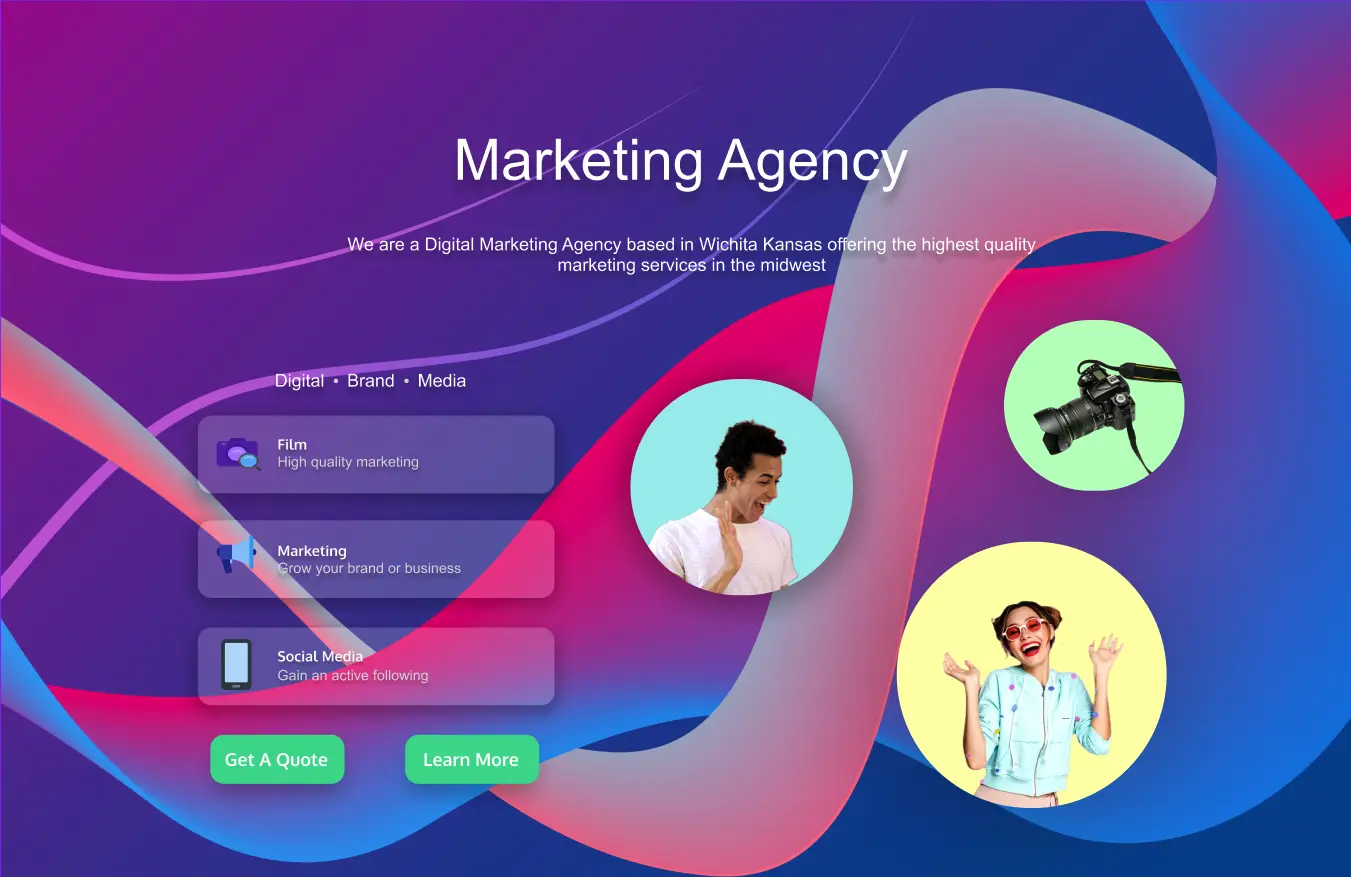 Marketing Agency
We are a Digital Marketing Agency based in Wichita Kansas offering the highest quality
marketing services in the midwest
Digital • Brand • Media
Film
High quality marketing
Marketing
Grow your brand or business
Social Media
Gain an active following
Get A Quote
Learn More